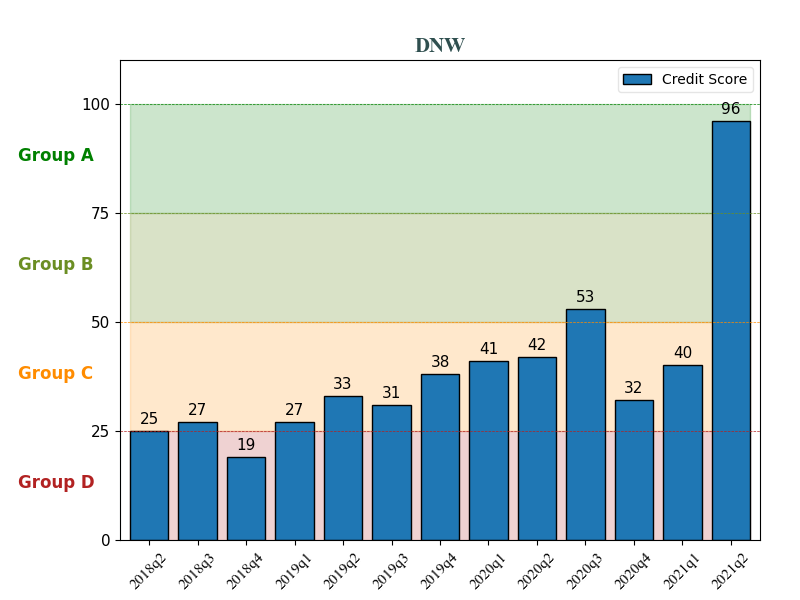 DNW
Credit Score
100
75
50
25
0
Group A
Group B
Group C
Group D
25
27
19
27
33
31
38
41
42
53
32
40
96
2018q2
2018q3
2018q4
2019q1
2019q2
2019q3
2019q4
2020q1
2020q2
2020q3
2020q4
2021q1
2021q2